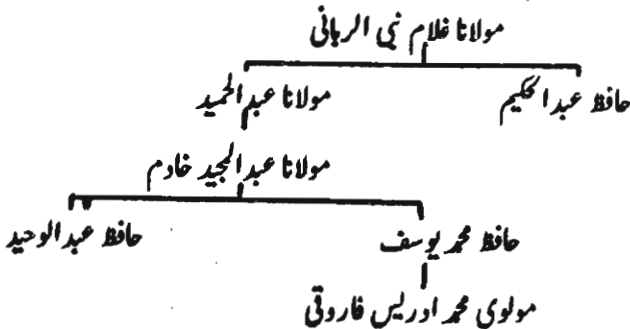 مولانا غلام نبی الربانی
حافظ عبدالحکیم
مولانا عبدالحمید
مولانا عبدالمجید خادم
حافظ محمد یوسف
حافظ عبدالوحید
مولوی محمد ادریس فاروقی